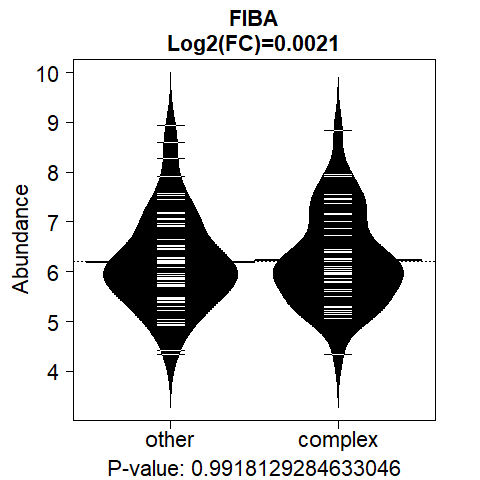 FIBA
Log2(FC)=0.0021
10
9
8
7
6
5
4
Abundance
other complex
P-value: 0.9918129284633046